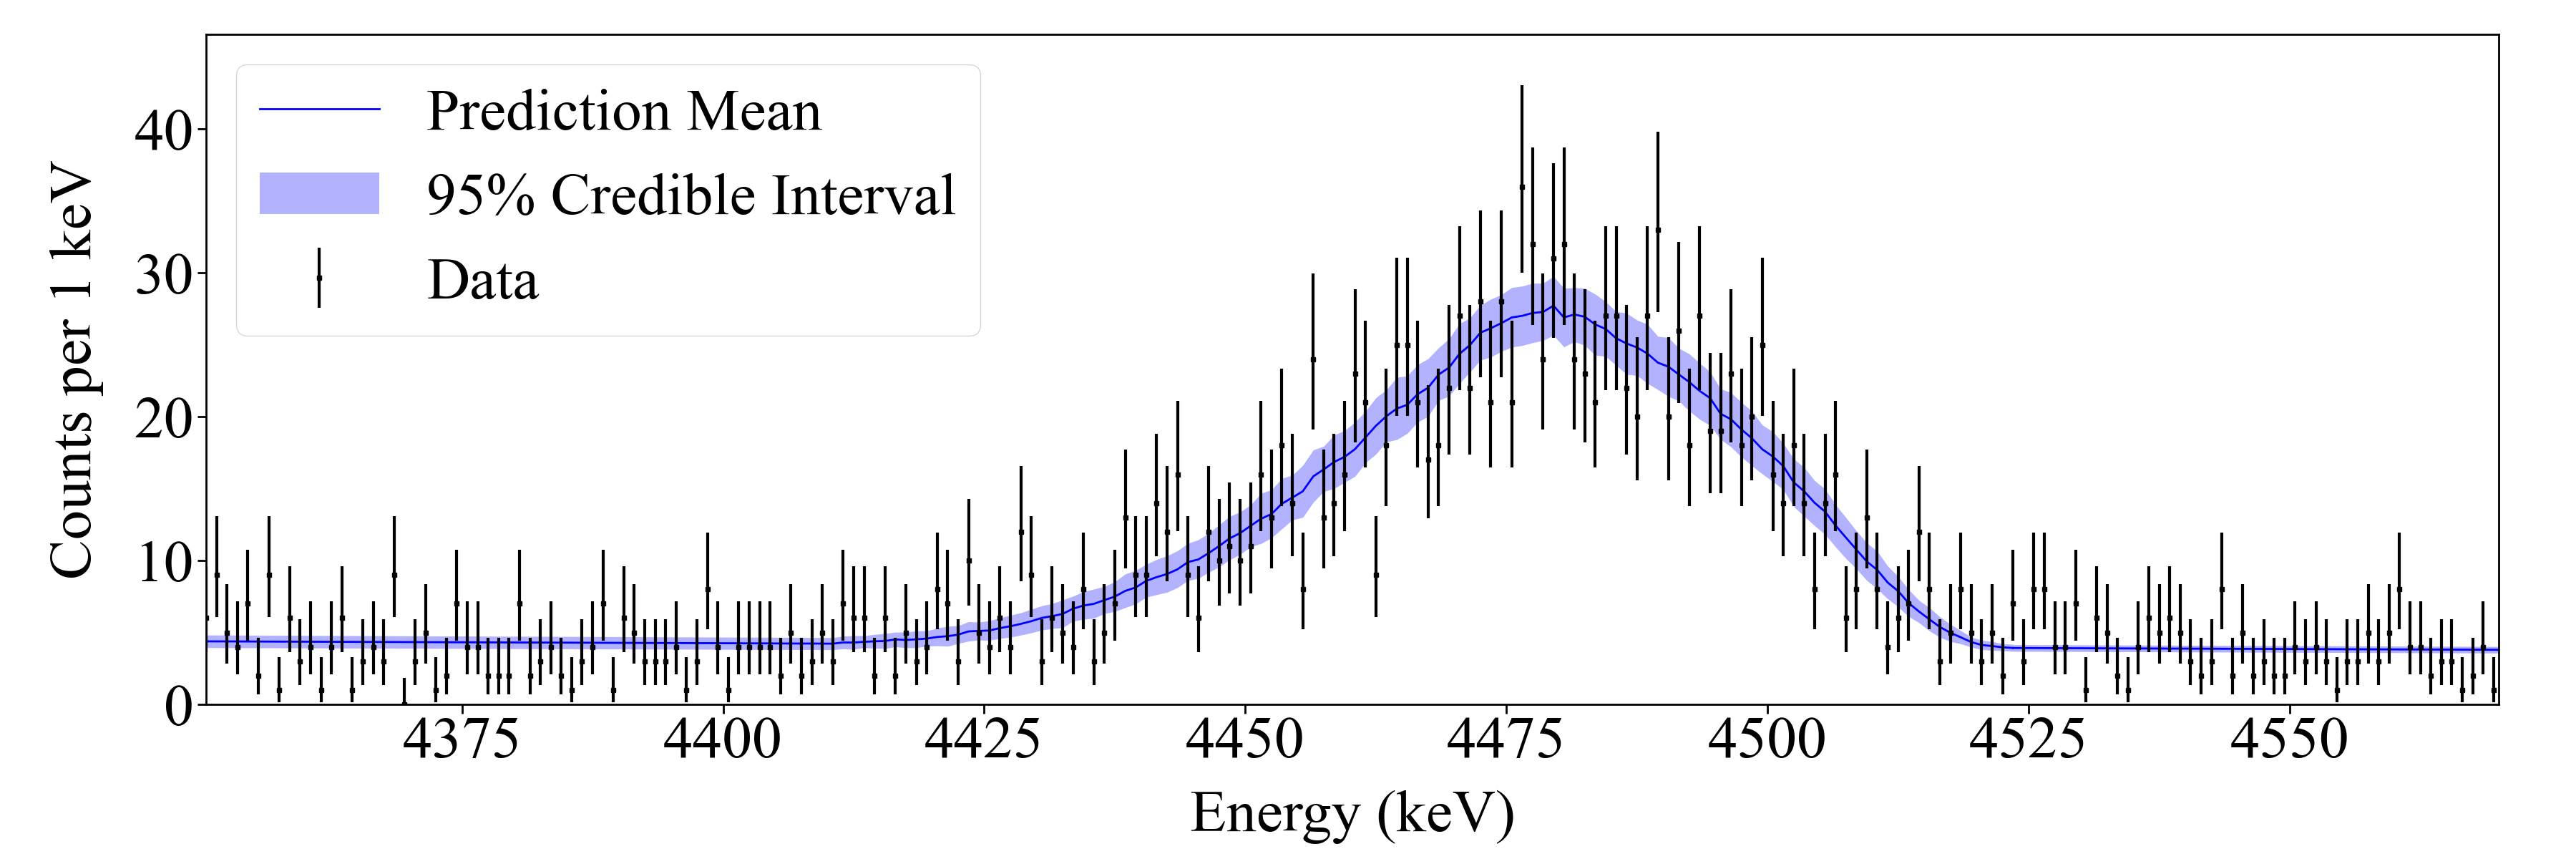 Counts per 1 keV
40
30
20
10
0
Prediction Mean
95% Credible Interval
Data
4375 4400 4425 4450 4475 4500 4525 4550
Energy (keV)